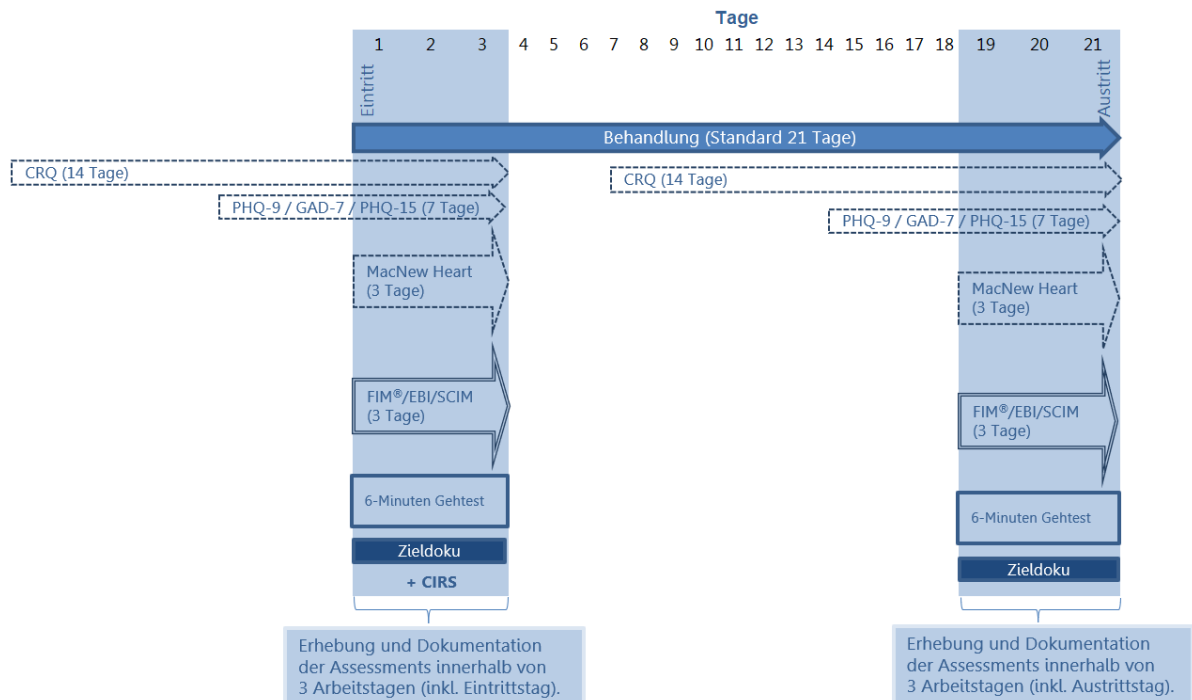 Tage
1 2 3 4 5 6 7 8 9 10 11 12 13 14 15 16 17 18 19 20 21
Eintritt
Austritt
Behandlung (Standard 21 Tage)
CRQ (14 Tage)
CRQ (14 Tage)
PHQ-9 / GAD-7 / PHQ-15 (7 Tage)
PHQ-9 / GAD-7 / PHQ-15 (7 Tage)
MacNew Heart
(3 Tage)
MacNew Heart
(3 Tage)
FIM®/EBI/SCIM
(3 Tage)
FIM®/EBI/SCIM
(3 Tage)
6-Minuten Gehtest
6-Minuten Gehtest
Zieldoku
+ CIRS
Zieldoku
Erhebung und Dokumentation
der Assessments innerhalb von
3 Arbeitstagen (inkl. Eintrittstag).
Erhebung und Dokumentation
der Assessments innerhalb von
3 Arbeitstagen (inkl. Austrittstag).